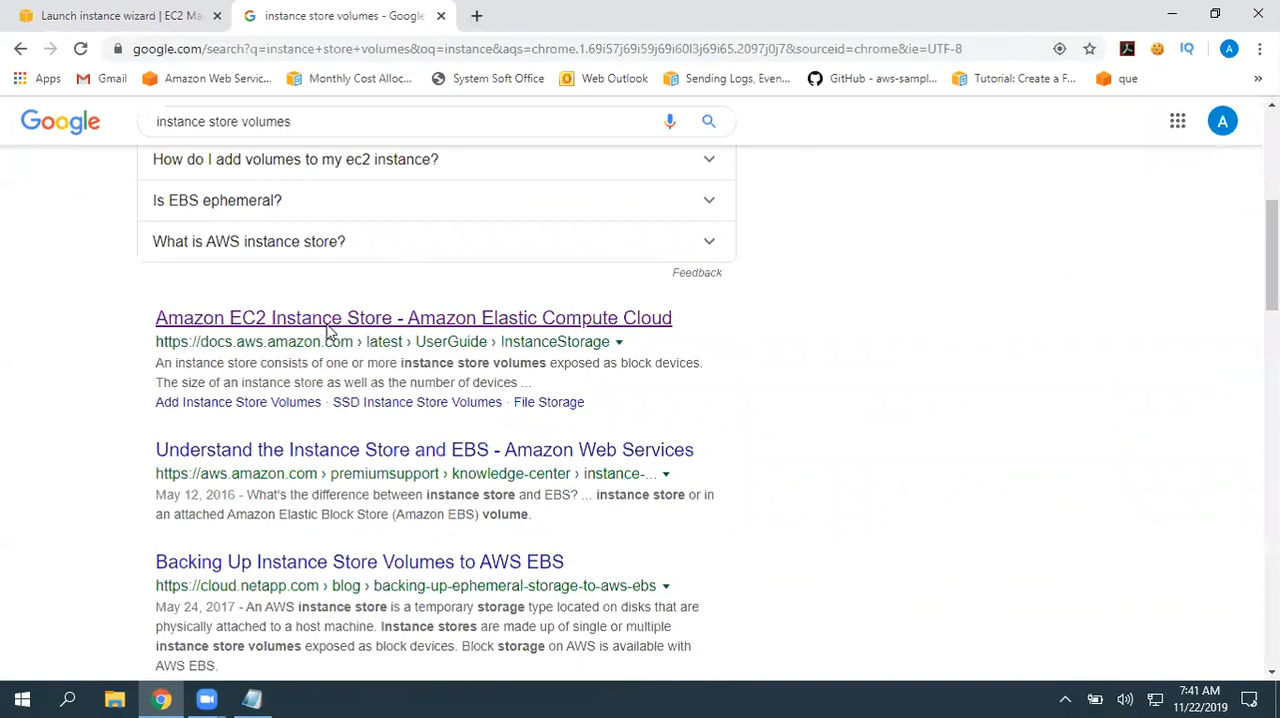 Launch instance wizard | EC2 Ma
instance store volumes - Google
google.com/search?q=instance+store+volumes&oq=instance&aqs=chrome.1.69i57j69i59j69i60l3j69i65.2097j0j7&sourceid=chrome&ie=UTF-8
IQ
A
Apps
Gmail
Amazon Web Servic...
Monthly Cost Alloc...
System Soft Office
Web Outlook
Sending Logs, Even...
GitHub - aws-sampl...
Tutorial: Create a F...
que
»
Google
instance store volumes
A
How do I add volumes to my ec2 instance?
Is EBS ephemeral?
What is AWS instance store?
Feedback
Amazon EC2 Instance Store - Amazon Elastic Compute Cloud
https://docs.aws.amazon.com › latest › UserGuide › InstanceStorage
An instance store consists of one or more instance store volumes exposed as block devices.
The size of an instance store as well as the number of devices ...
Add Instance Store Volumes · SSD Instance Store Volumes · File Storage
Understand the Instance Store and EBS - Amazon Web Services
https://aws.amazon.com › premiumsupport › knowledge-center › instance-...
May 12, 2016 - What's the difference between instance store and EBS? ... instance store or in
an attached Amazon Elastic Block Store (Amazon EBS) volume.
Backing Up Instance Store Volumes to AWS EBS
https://cloud.netapp.com › blog › backing-up-ephemeral-storage-to-aws-ebs
May 24, 2017 - An AWS instance store is a temporary storage type located on disks that are
physically attached to a host machine. Instance stores are made up of single or multiple
instance store volumes exposed as block devices. Block storage on AWS is available with
AWS EBS.
7:41 AM
11/22/2019